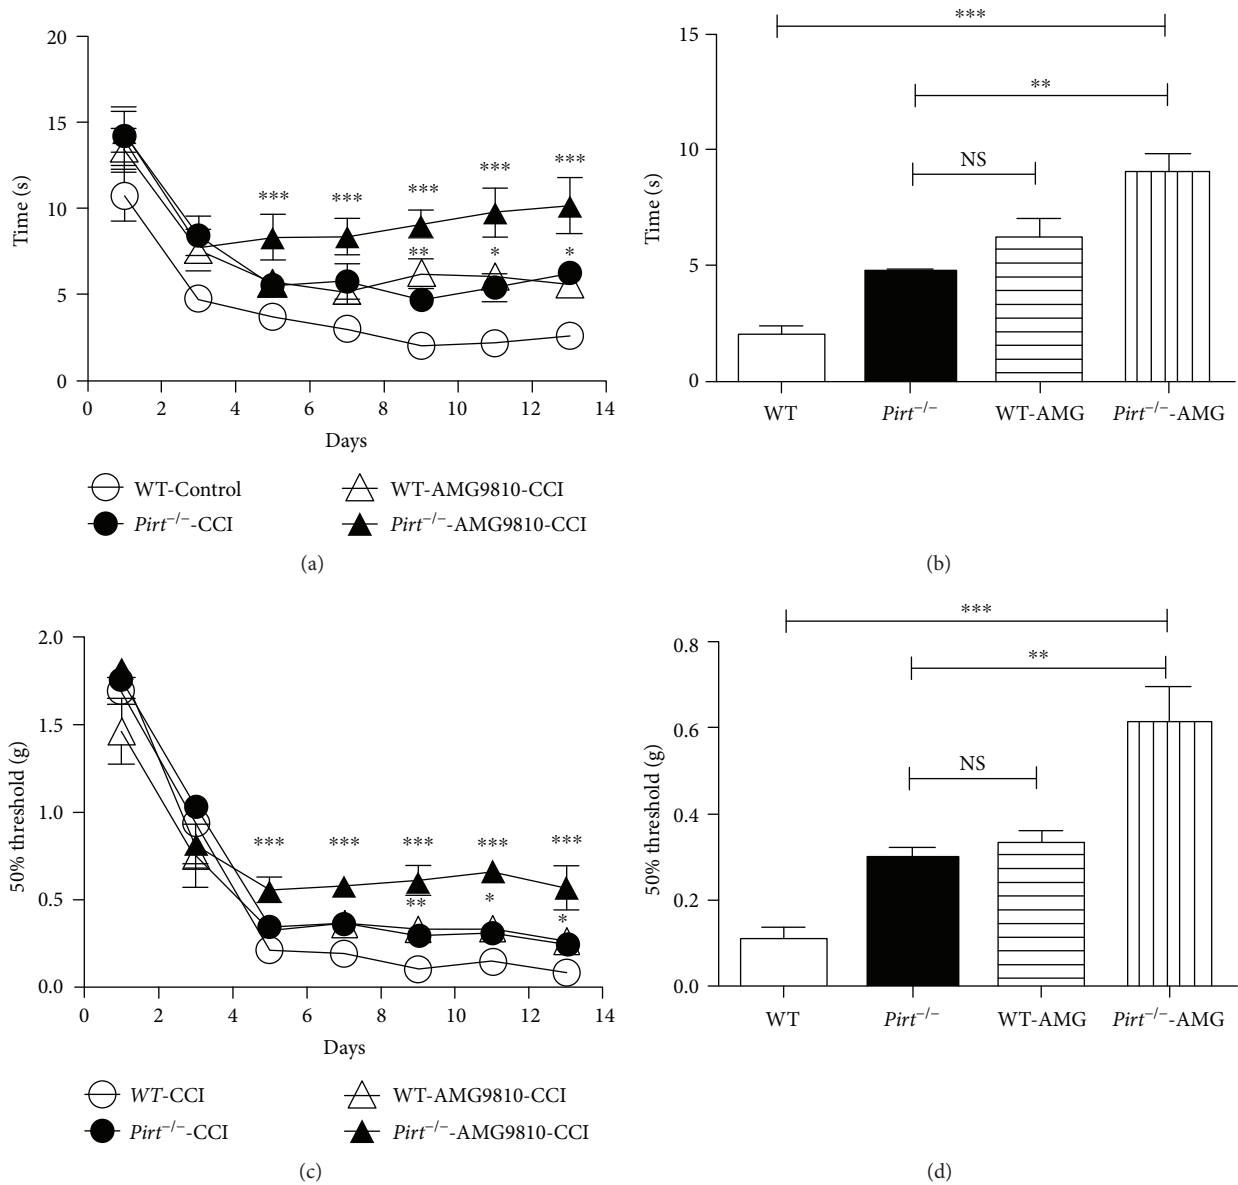 20
15
10
5
0
Time (s)
*** *** *** *** ***
** * *
0 2 4 6 8 10 12 14
Days
WT-Control
WT-AMG9810-CCI
Pirt−/−-CCI
Pirt−/−-AMG9810-CCI
(a)
15
10
5
0
Time (s)
***
**
NS
WT Pirt−/− WT-AMG Pirt−/−-AMG
(b)
2.0
1.5
1.0
0.5
0.0
50% threshold (g)
*** *** *** *** ***
** * *
0 2 4 6 8 10 12 14
Days
WT-CCI
WT-AMG9810-CCI
Pirt−/−-CCI
Pirt−/−-AMG9810-CCI
(c)
0.8
0.6
0.4
0.2
0.0
50% threshold (g)
***
**
NS
WT Pirt−/− WT-AMG Pirt−/−-AMG
(d)